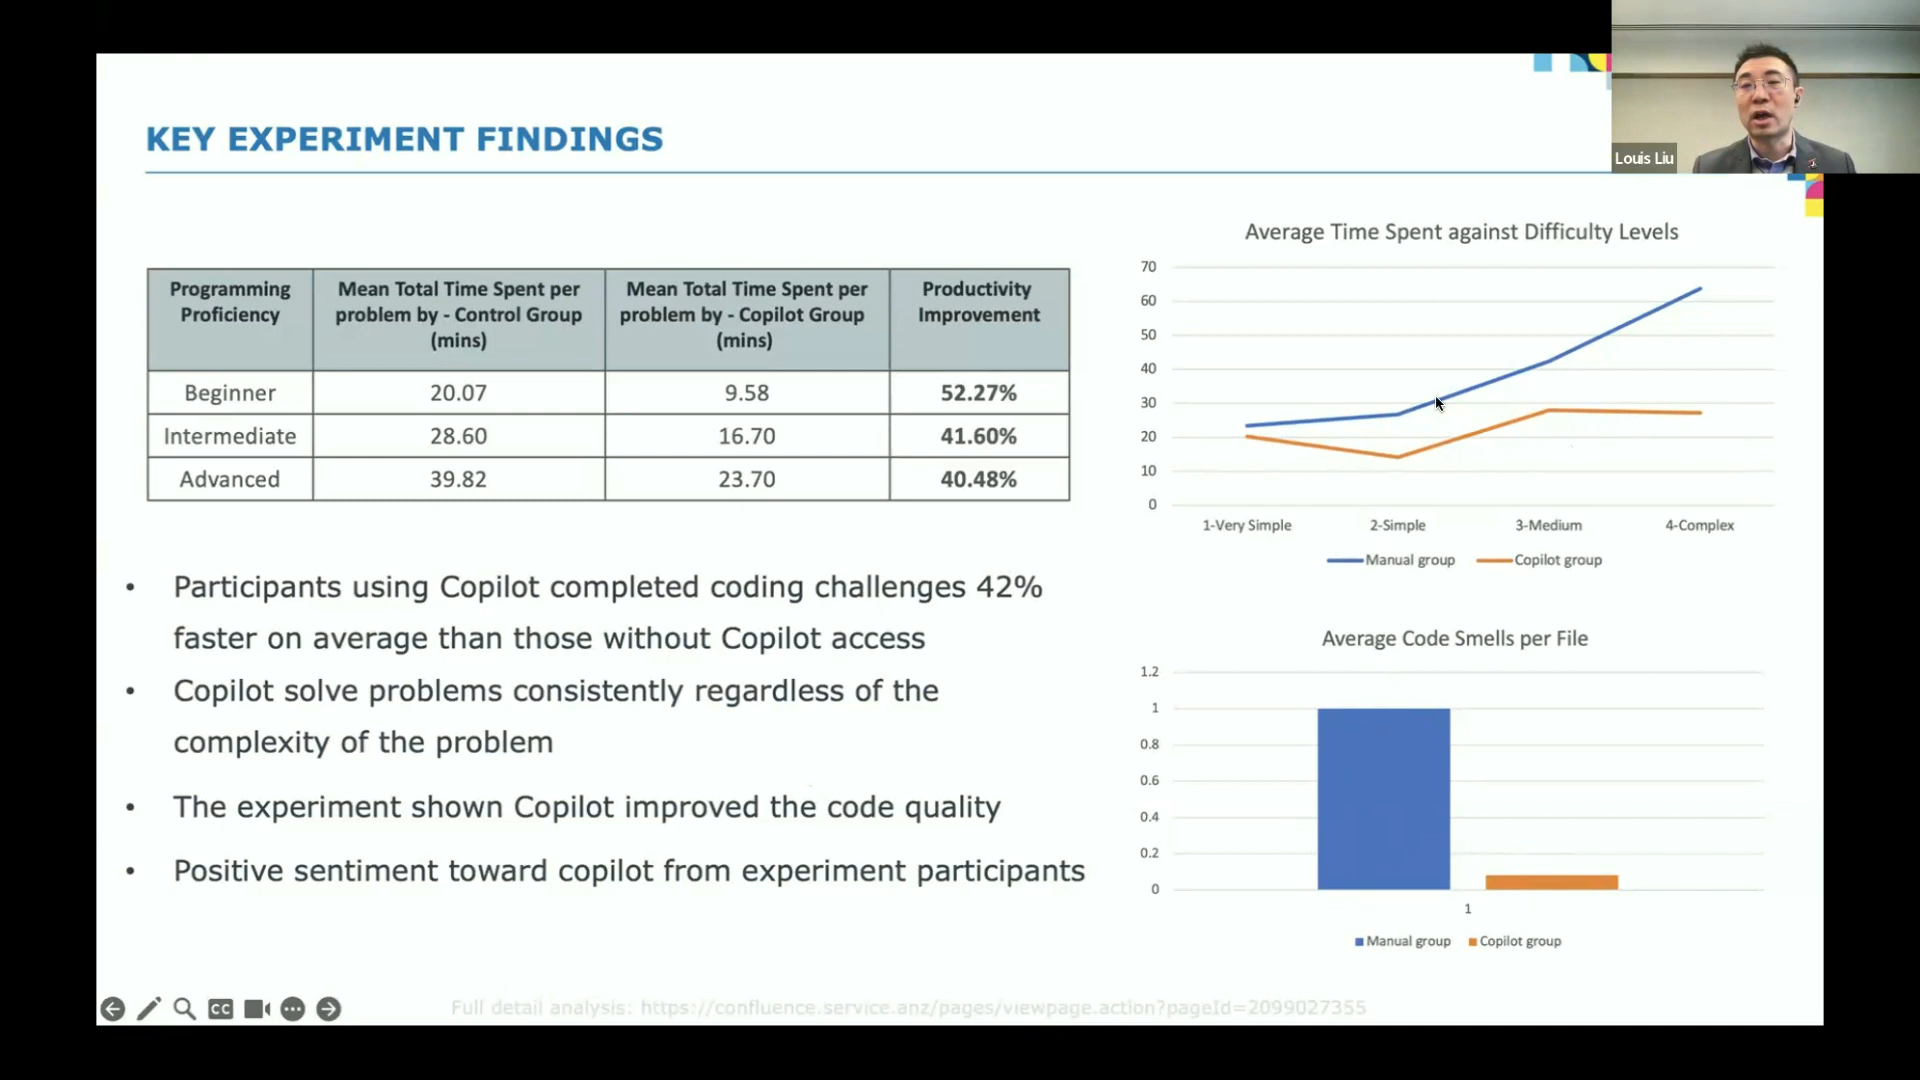 Louis Liu
KEY EXPERIMENT FINDINGS
Programming Proficiency | Mean Total Time Spent per problem by - Control Group (mins) | Mean Total Time Spent per problem by - Copilot Group (mins) | Productivity Improvement
Beginner | 20.07 | 9.58 | 52.27%
Intermediate | 28.60 | 16.70 | 41.60%
Advanced | 39.82 | 23.70 | 40.48%
• Participants using Copilot completed coding challenges 42%
faster on average than those without Copilot access
• Copilot solve problems consistently regardless of the
complexity of the problem
• The experiment shown Copilot improved the code quality
• Positive sentiment toward copilot from experiment participants
Average Time Spent against Difficulty Levels
70
60
50
40
30
20
10
0
1-Very Simple 2-Simple 3-Medium 4-Complex
Manual group Copilot group
Average Code Smells per File
1.2
1
0.8
0.6
0.4
0.2
0
1
Manual group Copilot group
CC
Full detail analysis: https://confluence.service.anz/pages/viewpage.action?pageId=2099027355